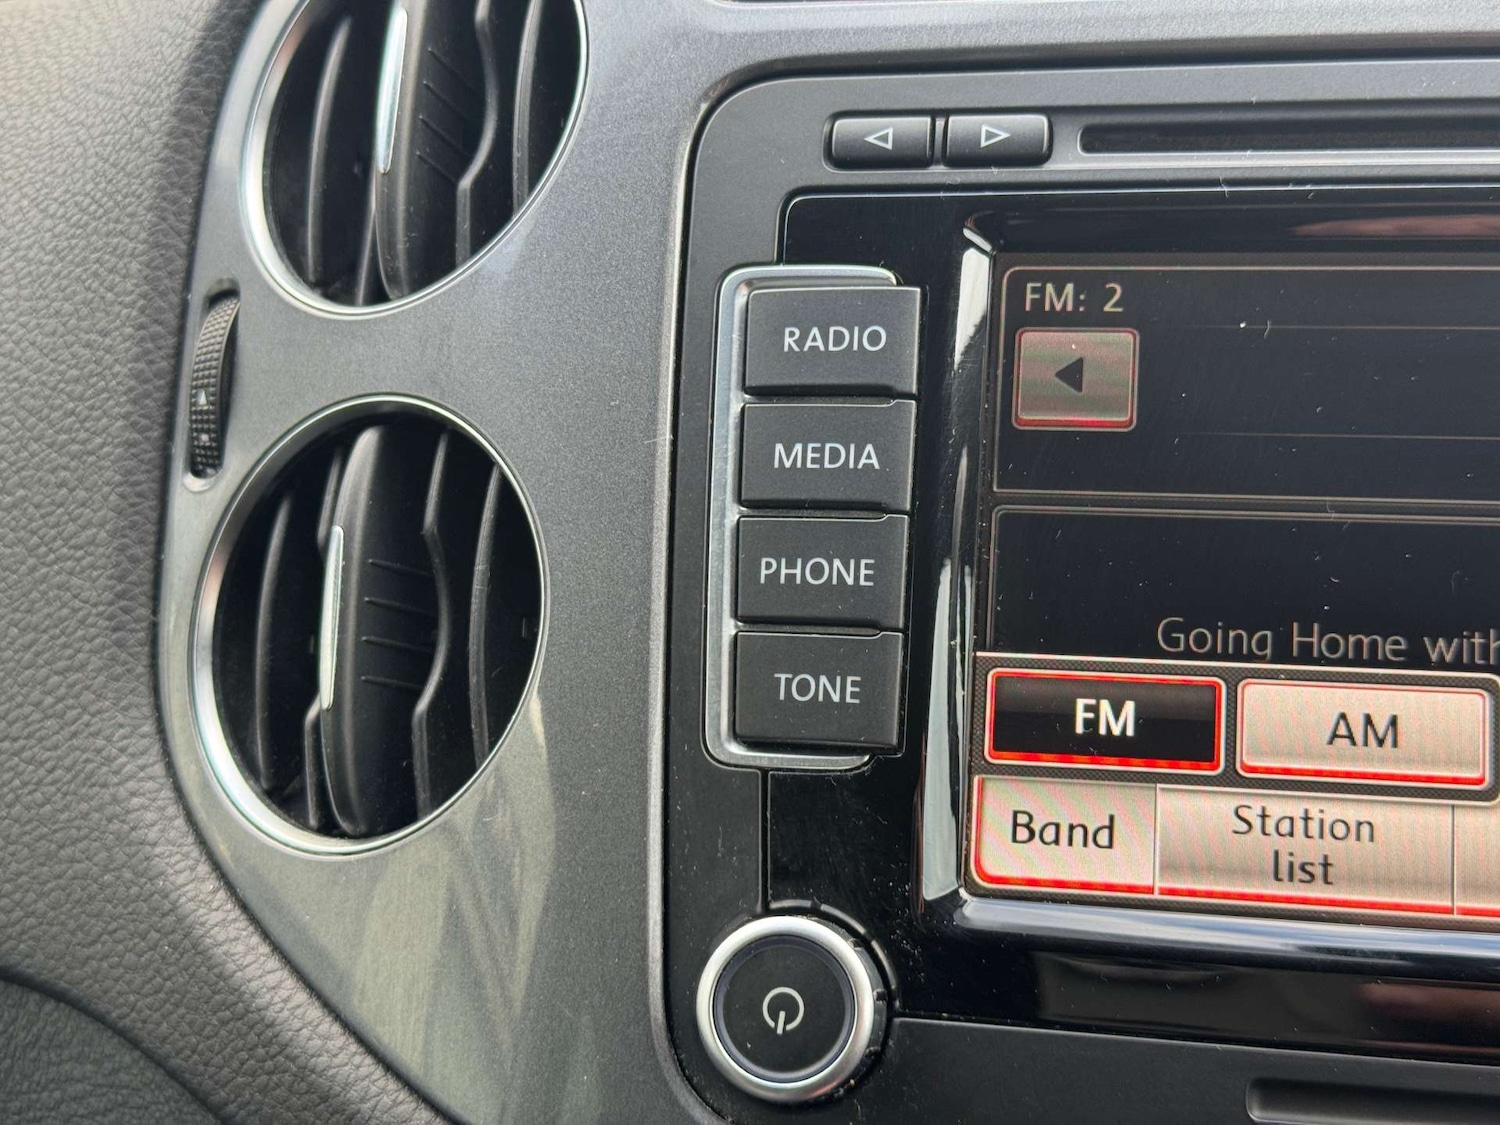 RADIO
MEDIA
PHONE
TONE
FM: 2
Going Home with
FM
AM
Band
Station
list